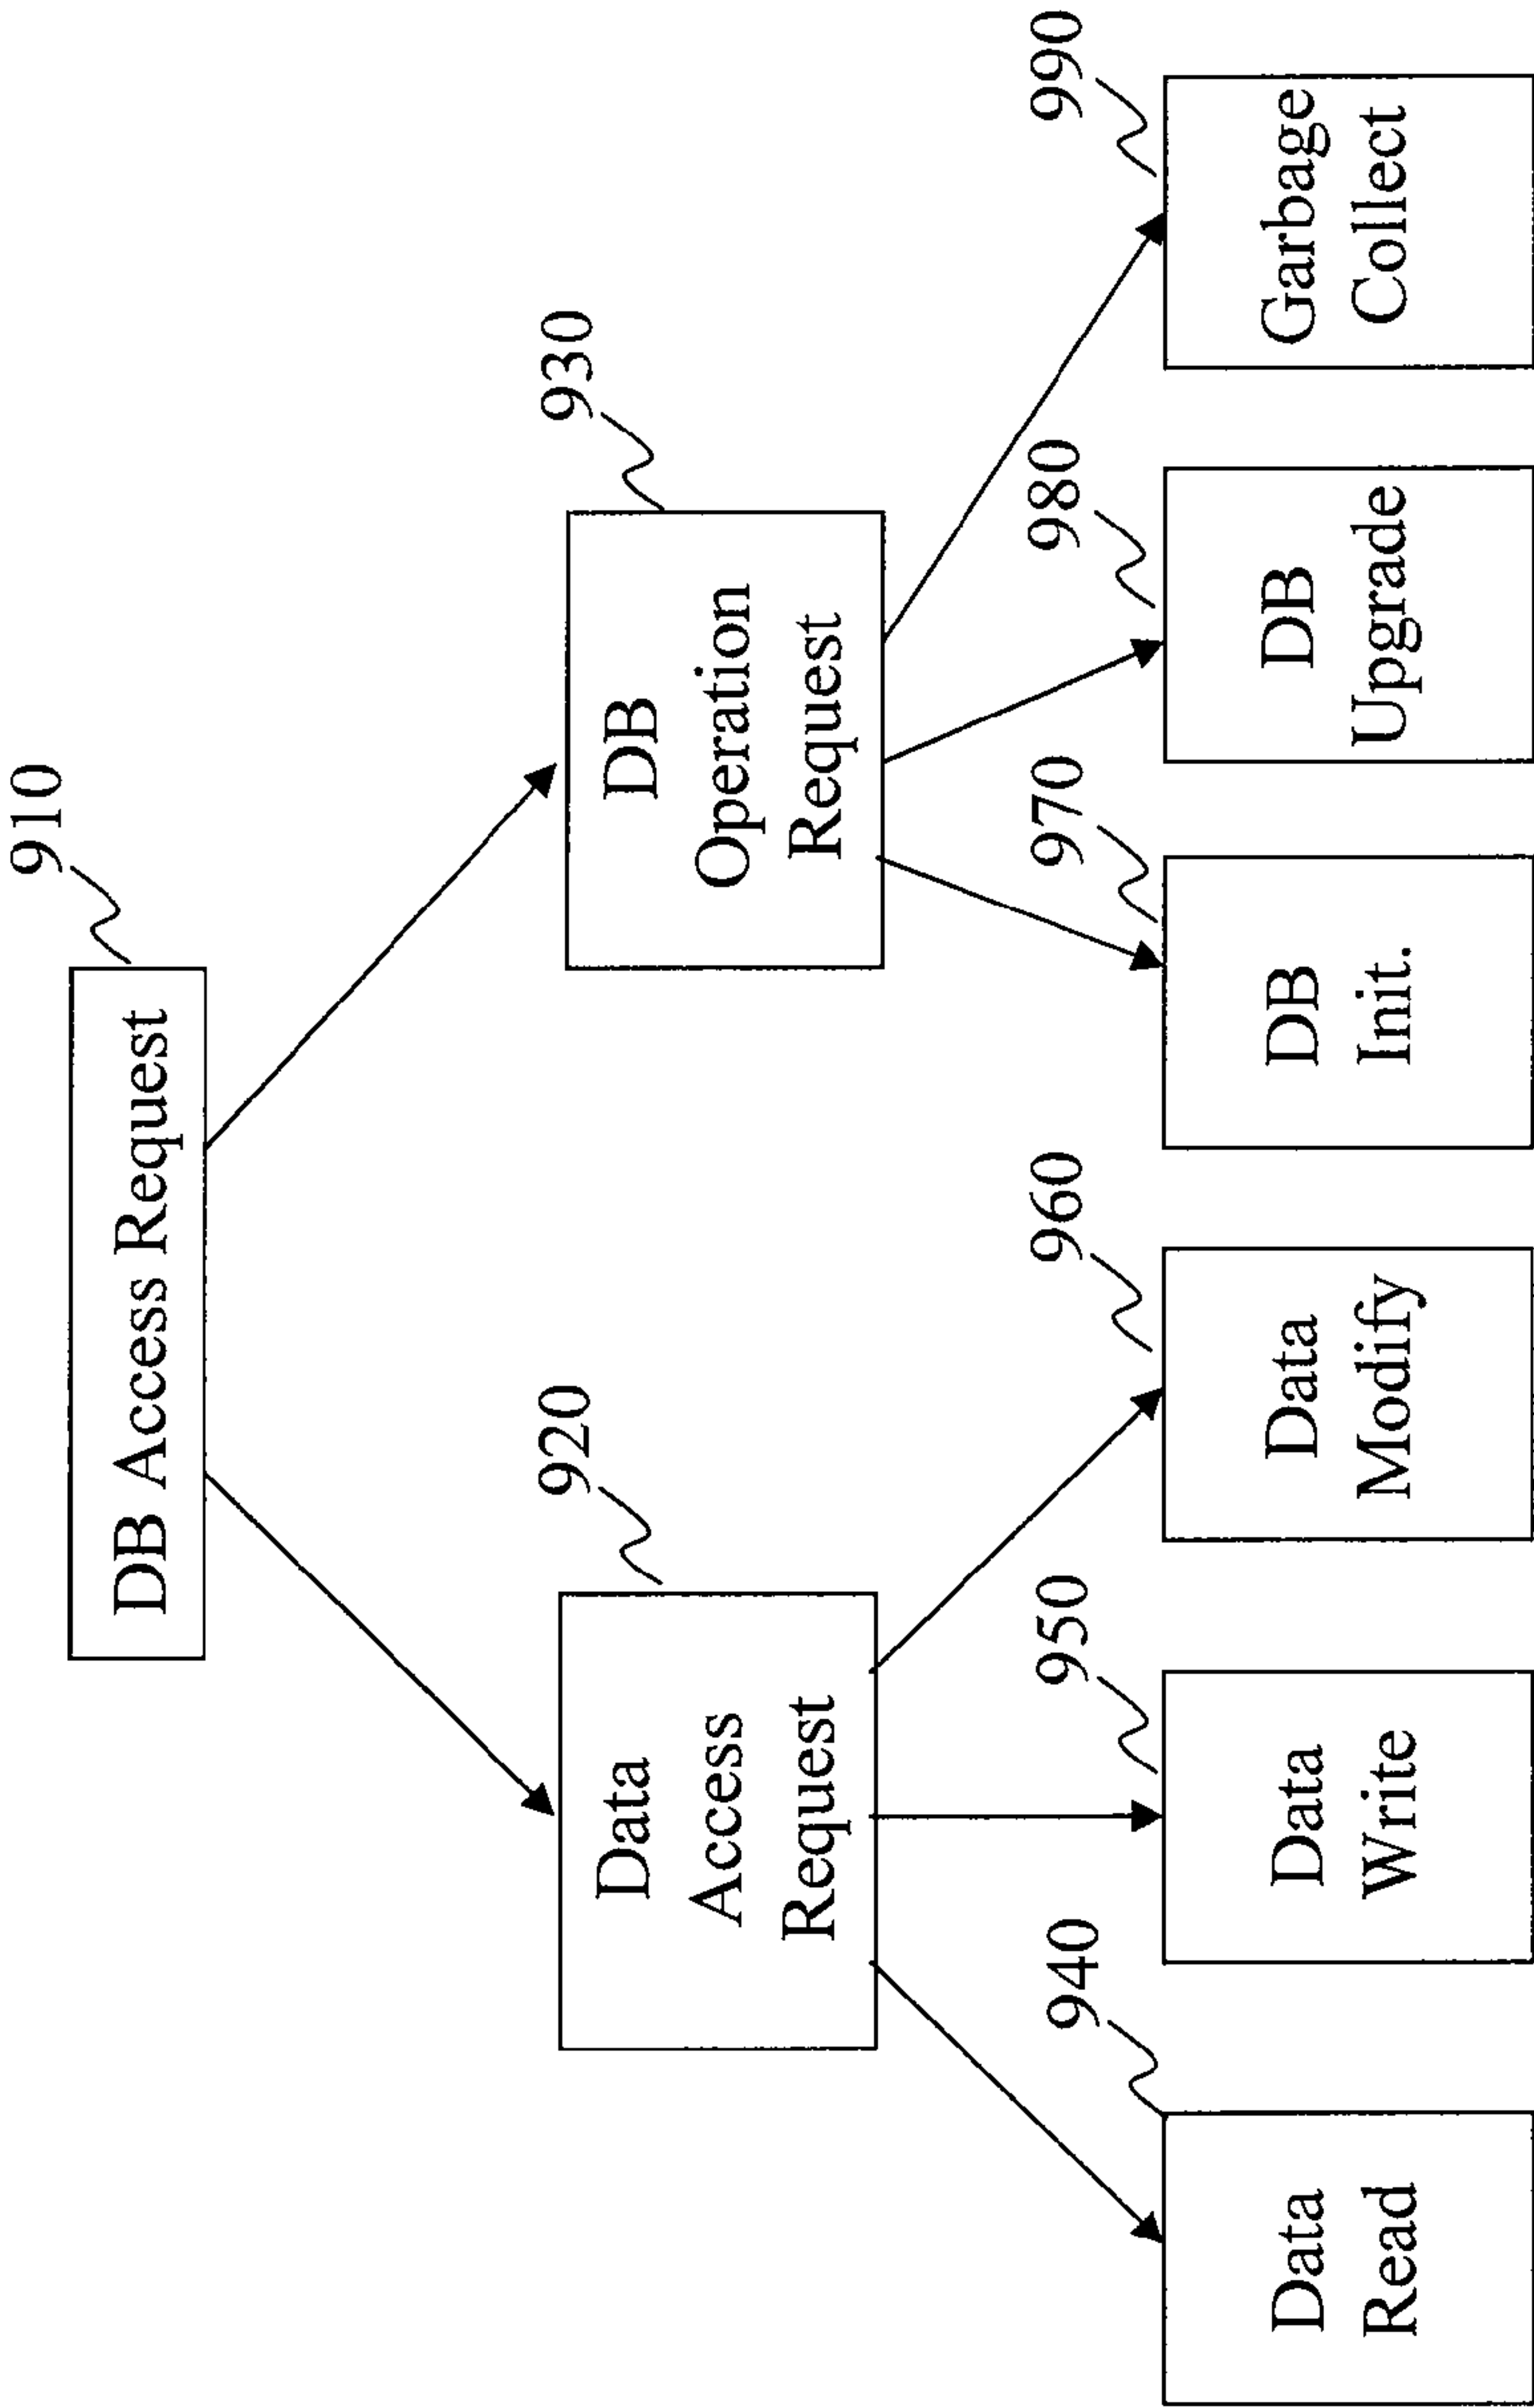 910
DB Access Request
920
930
Data
Access
Request
DB
Operation
Request
940
950
960
970
980
990
Data
Read
Data
Write
Data
Modify
DB
Init.
DB
Upgrade
Garbage
Collect